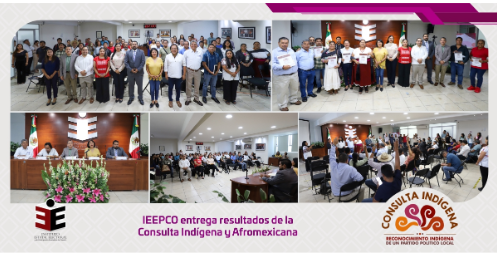 IEEPCO entrega resultados de la
Consulta Indígena y Afromexicana
CONSULTA INDÍGENA
RECONOCIMIENTO INDÍGENA
DE UN PARTIDO POLÍTICO LOCAL